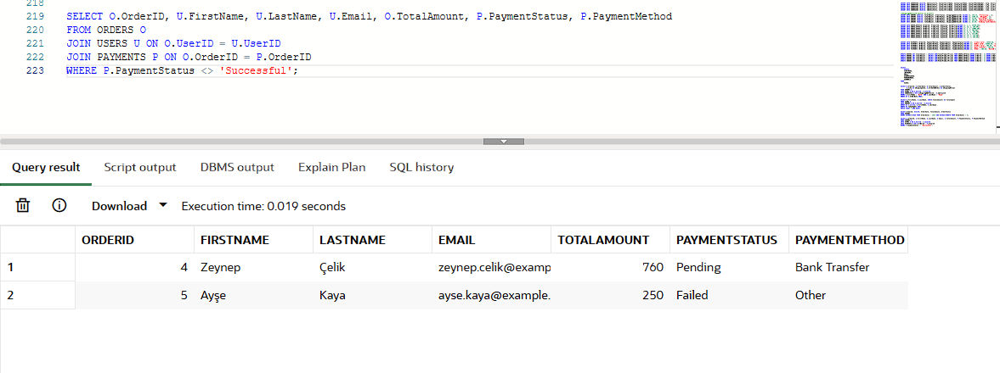 218
219 SELECT O.OrderID, U.FirstName, U.LastName, U.Email, O.TotalAmount, P.PaymentStatus, P.PaymentMethod
220 FROM ORDERS O
221 JOIN USERS U ON O.UserID = U.UserID
222 JOIN PAYMENTS P ON O.OrderID = P.OrderID
223 WHERE P.PaymentStatus <> 'Successful';
Query result Script output DBMS output Explain Plan SQL history
Download Execution time: 0.019 seconds
ORDERID FIRSTNAME LASTNAME EMAIL TOTALAMOUNT PAYMENTSTATUS PAYMENTMETHOD
1 4 Zeynep Çelik zeynep.celik@examp 760 Pending Bank Transfer
2 5 Ayşe Kaya ayse.kaya@example. 250 Failed Other